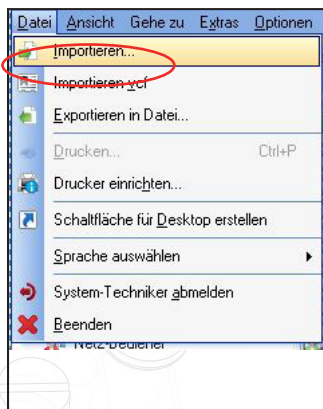 Datei Ansicht Gehe zu Extras Optionen
Importieren...
Importieren vcf
Exportieren in Datei...
Drucken... Ctrl+P
Drucker einrichten...
Schaltfläche für Desktop erstellen
Sprache auswählen
System-Techniker abmelden
Beenden
Netz-Bediener